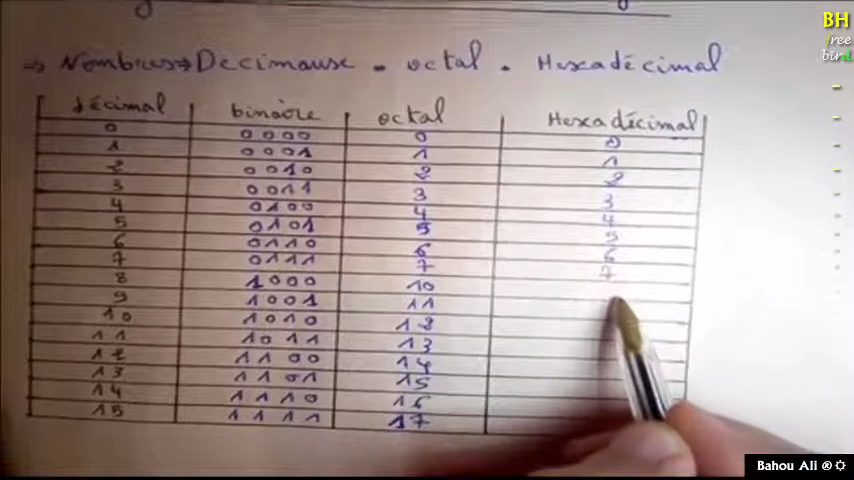 BH
free
bird
⇒ Nombres → Decimause - octal - Hexadécimal
décimal binaire octal Hexadécimal
0 0000 0 0
1 0001 1 1
2 0010 2 2
3 0011 3 3
4 0100 4 4
5 0101 5 5
6 0110 6 6
7 0111 7 7
8 1000 10
9 1001 11
10 1010 12
11 1011 13
12 1100 14
13 1101 15
14 1110 16
15 1111 17
Bahou Ali ®